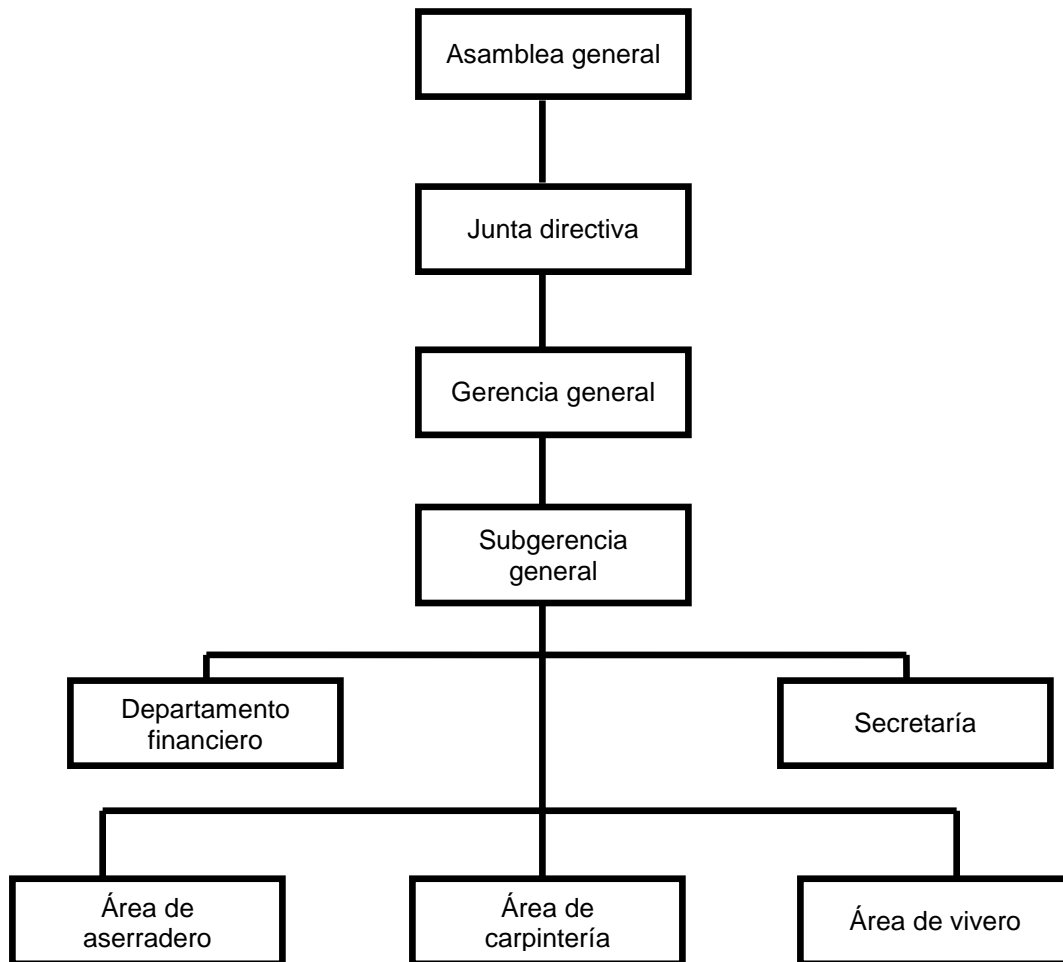 Asamblea general
Junta directiva
Gerencia general
Subgerencia
general
Departamento
financiero
Secretaría
Área de
aserradero
Área de
carpintería
Área de vivero